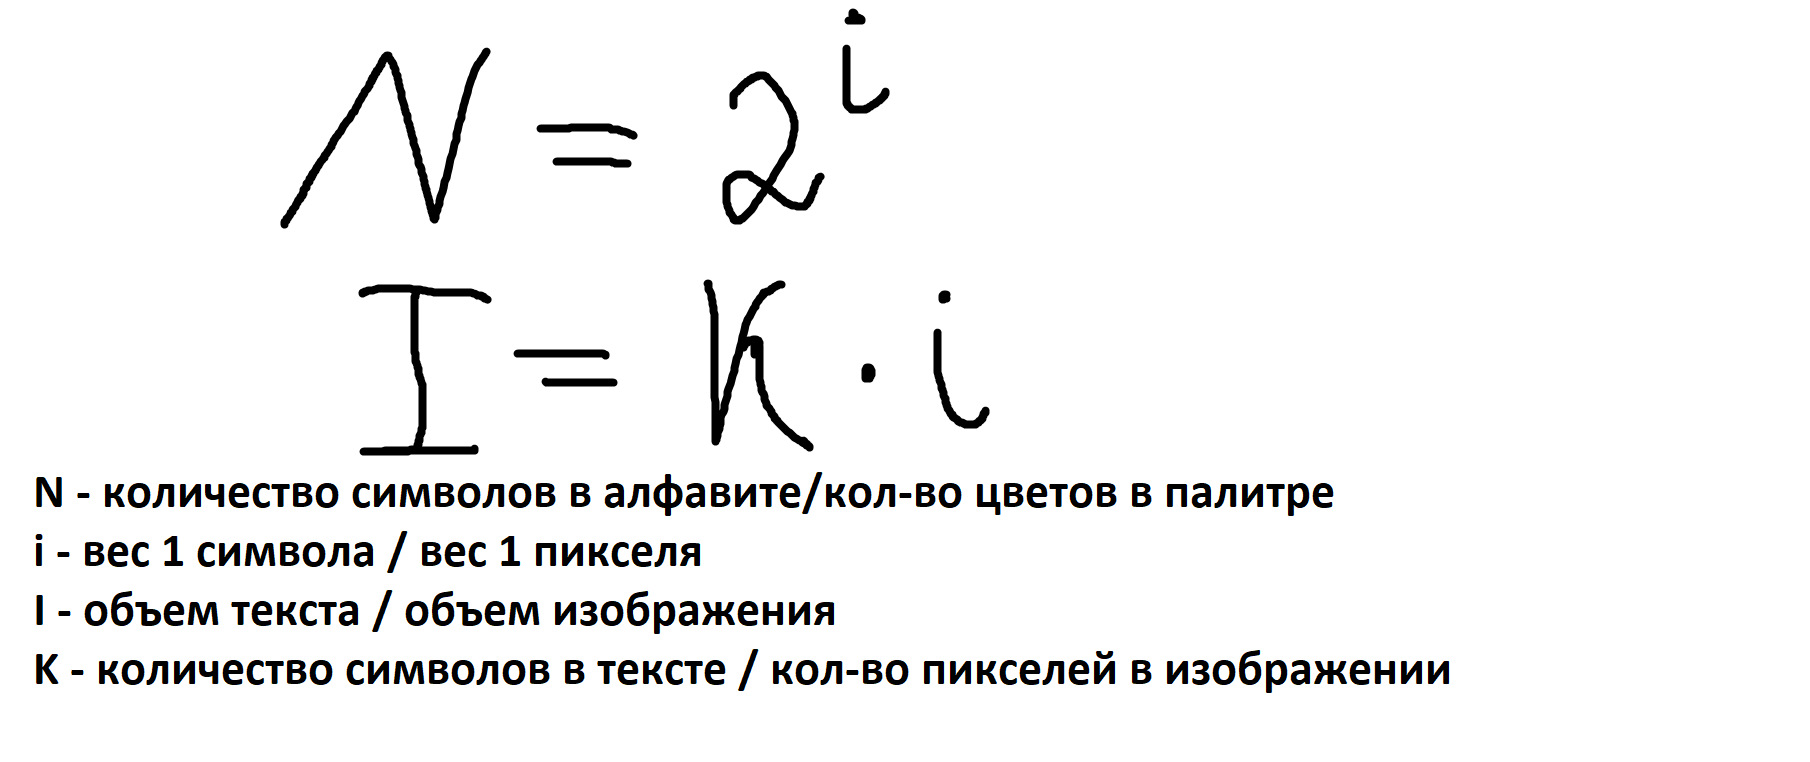 N = 2^i
I = K · i
N - количество символов в алфавите/кол-во цветов в палитре
i - вес 1 символа / вес 1 пикселя
I - объем текста / объем изображения
K - количество символов в тексте / кол-во пикселей в изображении